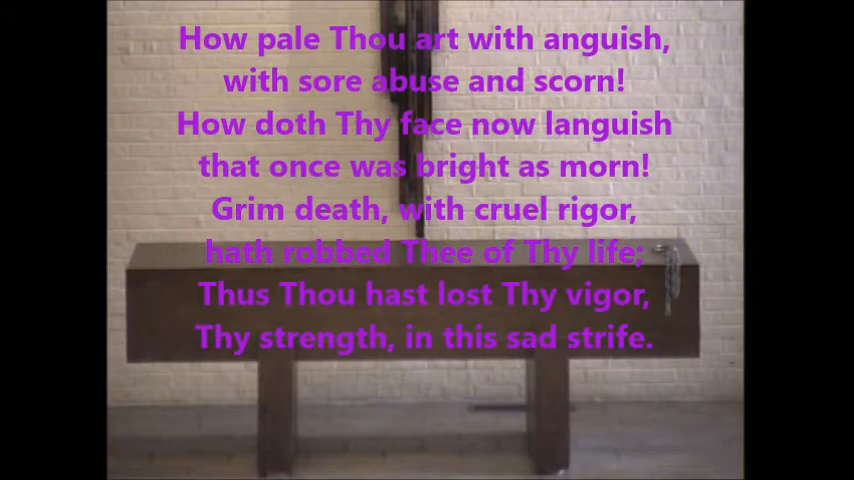 How pale Thou art with anguish,
with sore abuse and scorn!
How doth Thy face now languish
that once was bright as morn!
Grim death, with cruel rigor,
hath robbed Thee of Thy life;
Thus Thou hast lost Thy vigor,
Thy strength, in this sad strife.